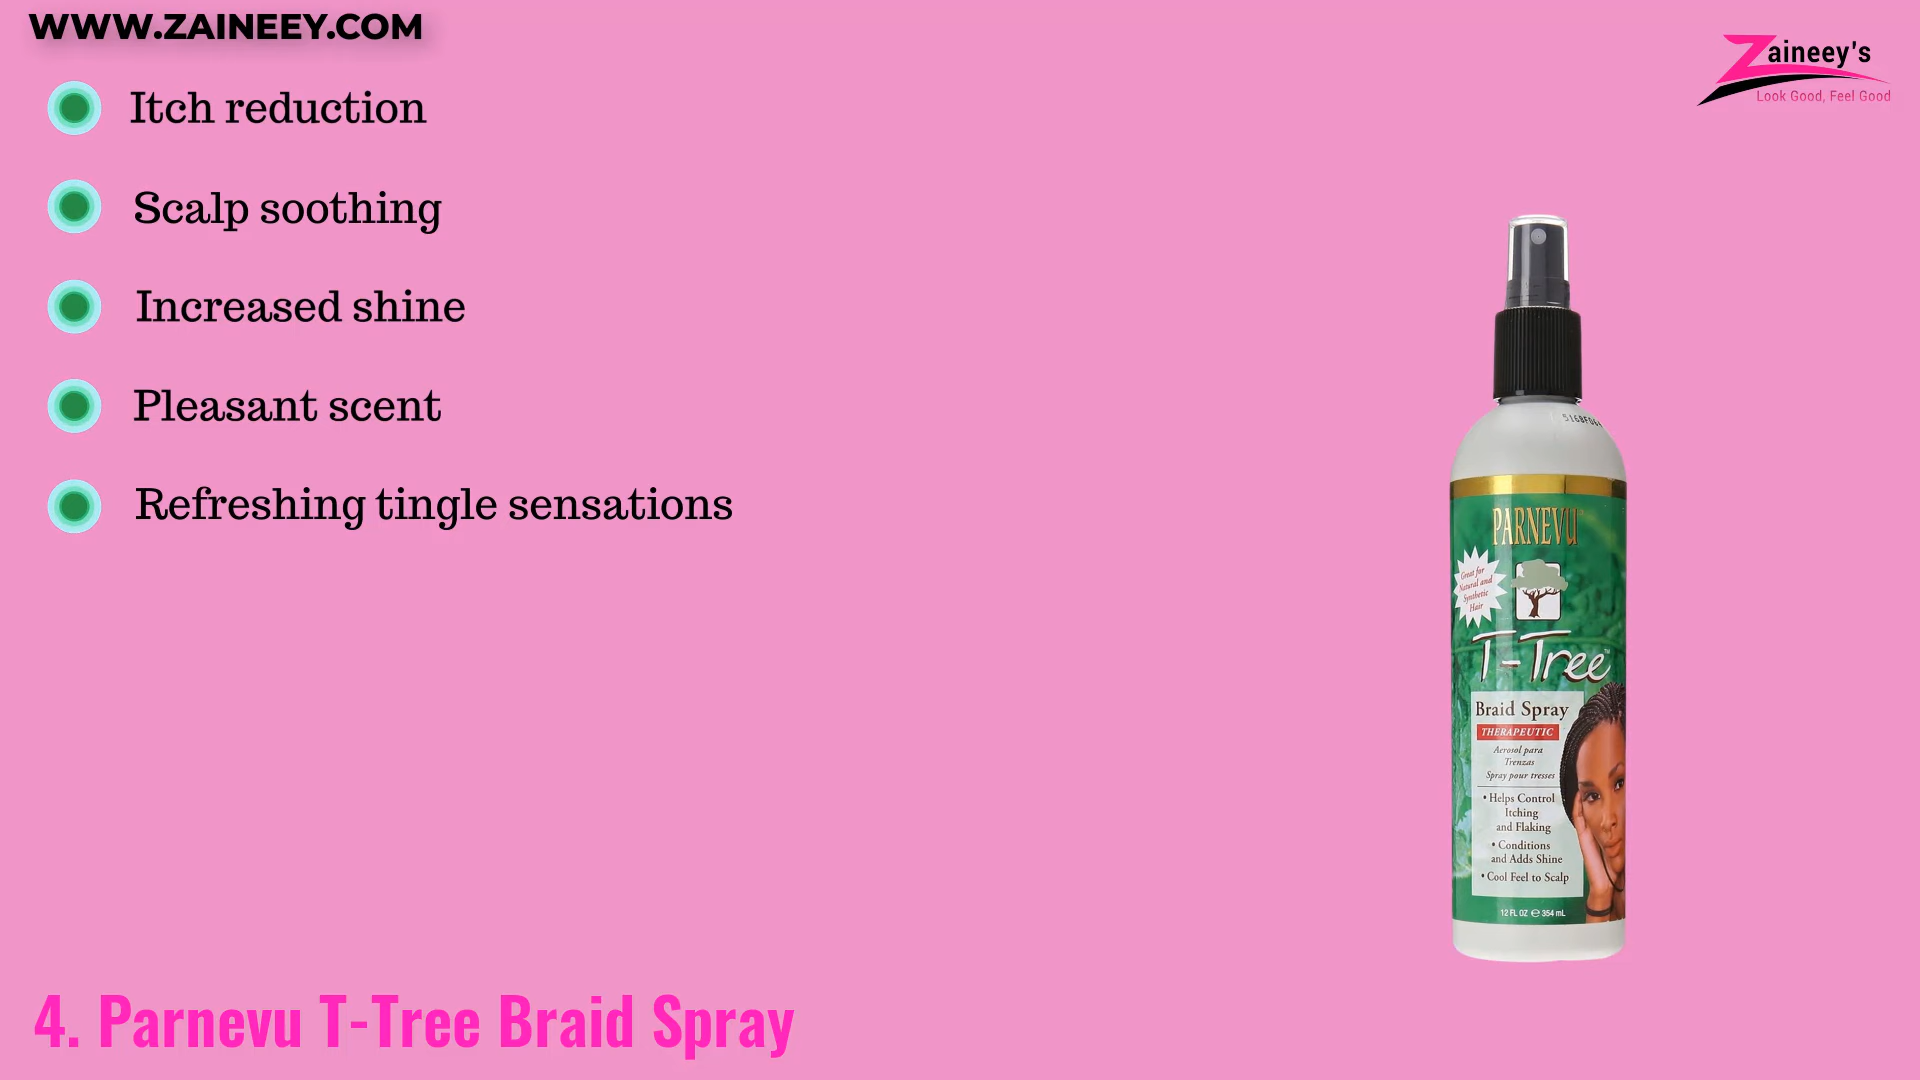 WWW.ZAINEEY.COM
Zaineey's
Look Good, Feel Good
Itch reduction
Scalp soothing
Increased shine
Pleasant scent
Refreshing tingle sensations
PARNEVU
Great for
Natural and
Synthetic
Hair
T-Tree™
Braid Spray
THERAPEUTIC
Aerosol para
Trenzas
Spray pour tresses
• Helps Control
Itching
and Flaking
• Conditions
and Adds Shine
• Cool Feel to Scalp
12 FL OZ ℮ 354 mL
4. Parnevu T-Tree Braid Spray